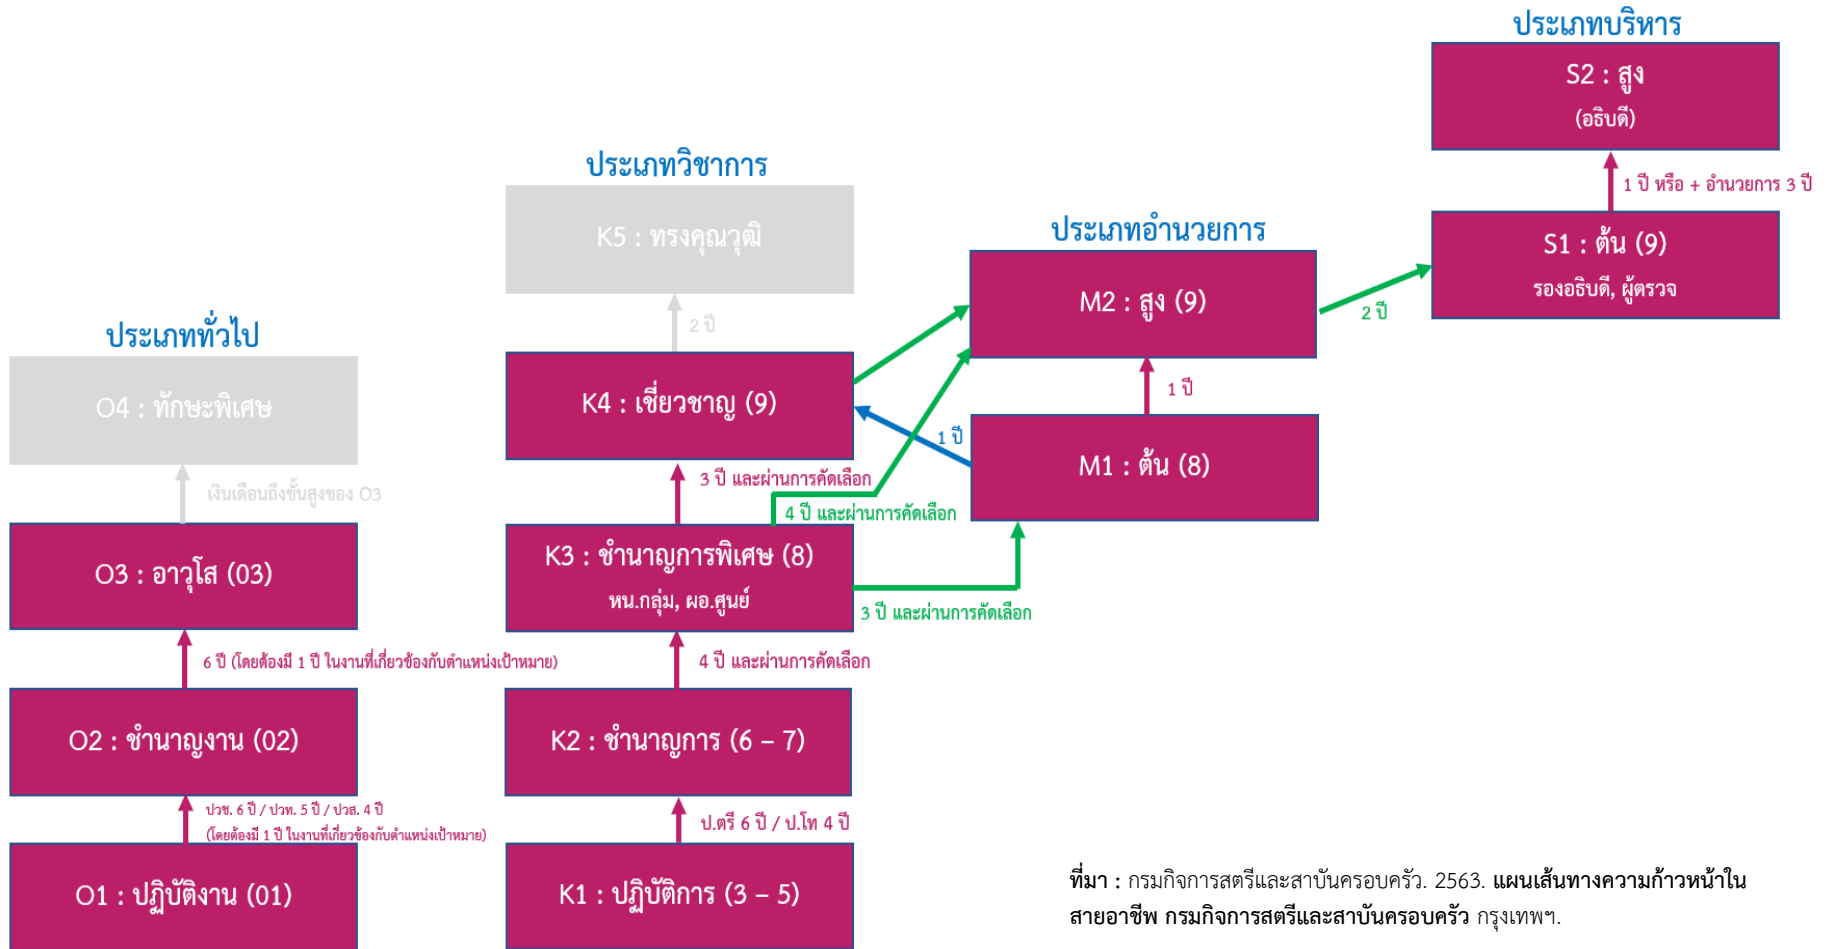 ประเภทบริหาร
S2 : สูง
(อธิบดี)
1 ปี หรือ + อำนวยการ 3 ปี
S1 : ต้น (9)
รองอธิบดี, ผู้ตรวจ
2 ปี
ประเภทอำนวยการ
M2 : สูง (9)
1 ปี
M1 : ต้น (8)
1 ปี
ประเภทวิชาการ
K5 : ทรงคุณวุฒิ
2 ปี
K4 : เชี่ยวชาญ (9)
3 ปี และผ่านการคัดเลือก
4 ปี และผ่านการคัดเลือก
K3 : ชำนาญการพิเศษ (8)
หน.กลุ่ม, ผอ.ศูนย์
3 ปี และผ่านการคัดเลือก
4 ปี และผ่านการคัดเลือก
K2 : ชำนาญการ (6 – 7)
ป.ตรี 6 ปี / ป.โท 4 ปี
K1 : ปฏิบัติการ (3 – 5)
ประเภททั่วไป
O4 : ทักษะพิเศษ
เงินเดือนถึงขั้นสูงของ O3
O3 : อาวุโส (03)
6 ปี (โดยต้องมี 1 ปี ในงานที่เกี่ยวข้องกับตำแหน่งเป้าหมาย)
O2 : ชำนาญงาน (02)
ปวช. 6 ปี / ปวท. 5 ปี / ปวส. 4 ปี
(โดยต้องมี 1 ปี ในงานที่เกี่ยวข้องกับตำแหน่งเป้าหมาย)
O1 : ปฏิบัติงาน (01)
ที่มา : กรมกิจการสตรีและสาบันครอบครัว. 2563. แผนเส้นทางความก้าวหน้าใน
สายอาชีพ กรมกิจการสตรีและสาบันครอบครัว กรุงเทพฯ.